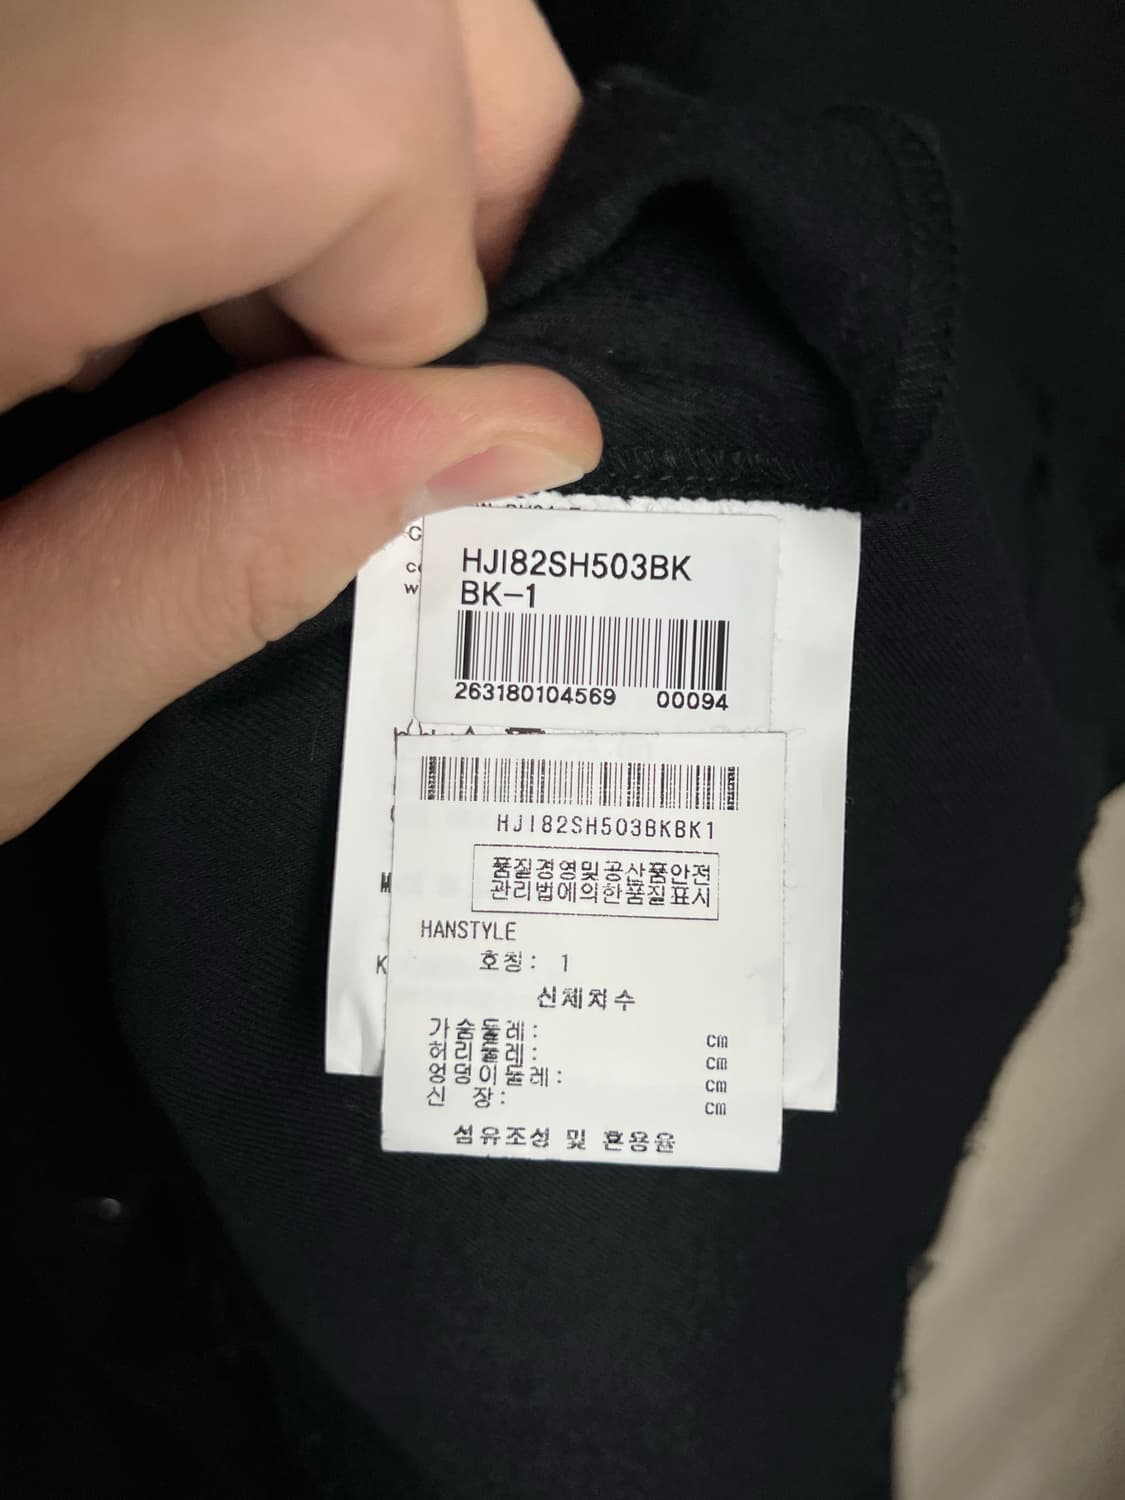 HJI82SH503BK
BK-1
263180104569 00094
HJI82SH503BKBK1
품질경영및공산품안전
관리법에의한품질표시
HANSTYLE
호칭: 1
신체치수
가슴둘레: cm
허리둘레: cm
엉덩이둘레: cm
신 장: cm
섬유조성 및 혼용율